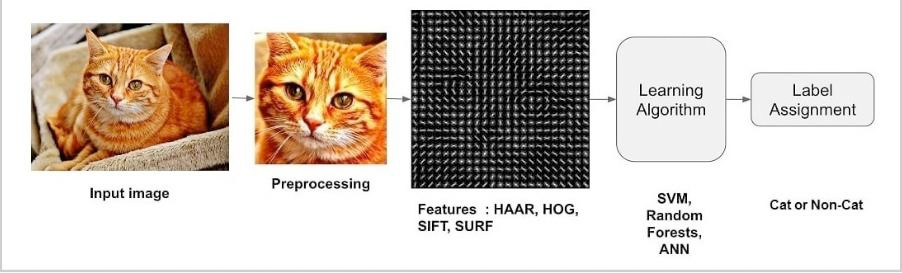 Learning
Algorithm
Label
Assignment
Input image
Preprocessing
Features : HAAR, HOG,
SIFT, SURF
SVM,
Random
Forests,
ANN
Cat or Non-Cat